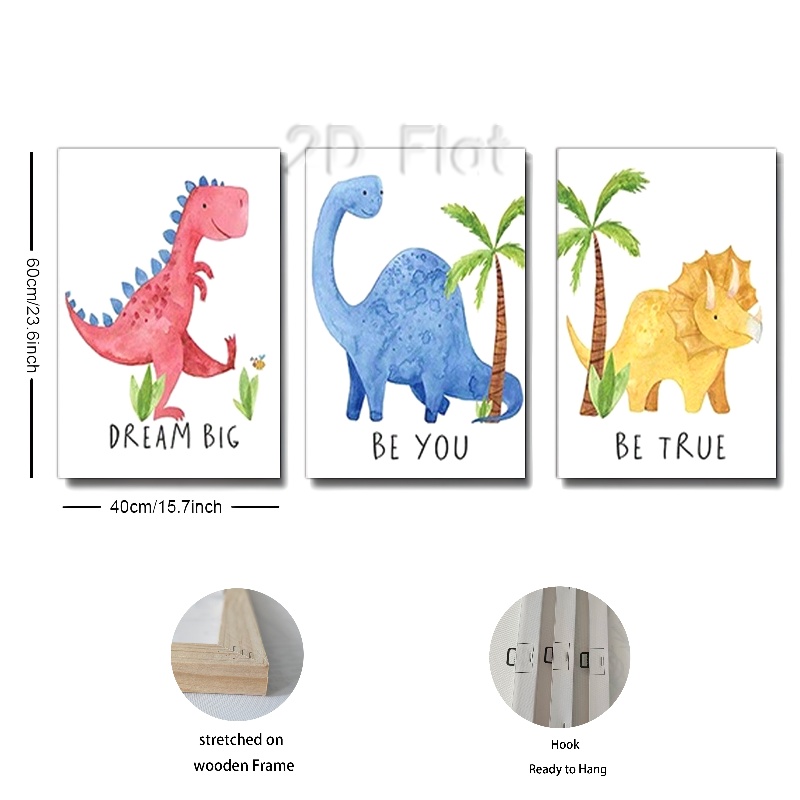 2D Flat
60cm/23.6inch
DREAM BIG
BE YOU
BE TRUE
40cm/15.7inch
stretched on
wooden Frame
Hook
Ready to Hang